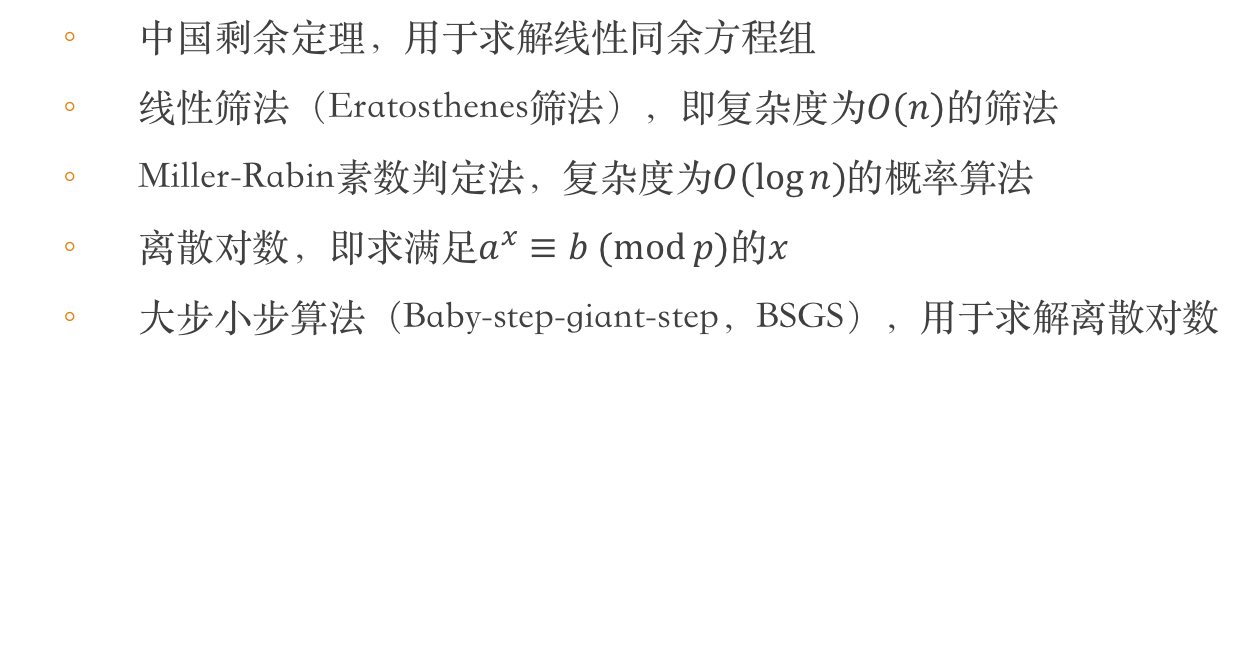 中国剩余定理，用于求解线性同余方程组
线性筛法（Eratosthenes筛法），即复杂度为O(n)的筛法
Miller-Rabin素数判定法，复杂度为O(log n)的概率算法
离散对数，即求满足aˣ ≡ b (mod p)的x
大步小步算法（Baby-step-giant-step，BSGS），用于求解离散对数